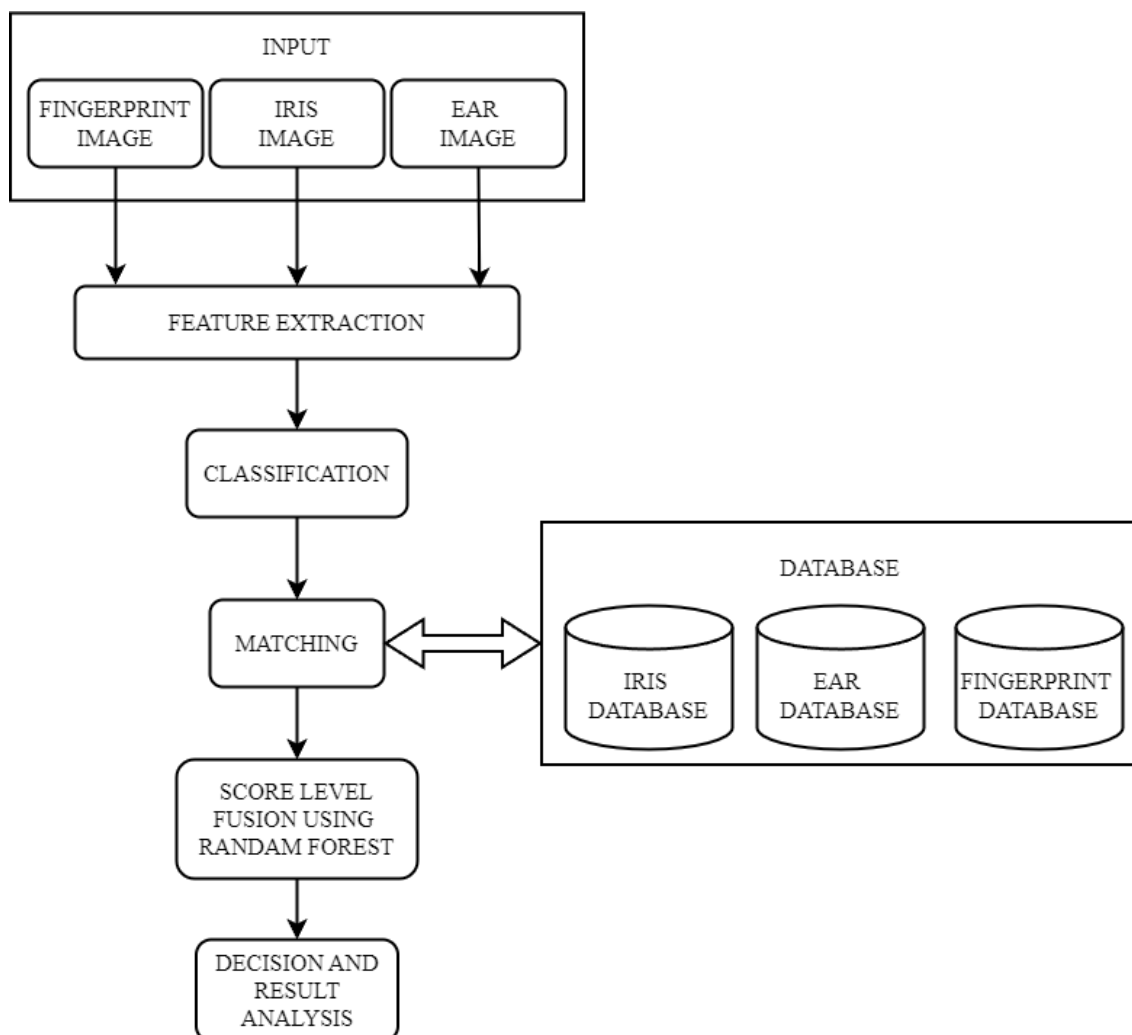 INPUT
FINGERPRINT
IMAGE
IRIS
IMAGE
EAR
IMAGE
FEATURE EXTRACTION
CLASSIFICATION
MATCHING
DATABASE
IRIS
DATABASE
EAR
DATABASE
FINGERPRINT
DATABASE
SCORE LEVEL
FUSION USING
RANDAM FOREST
DECISION AND
RESULT
ANALYSIS